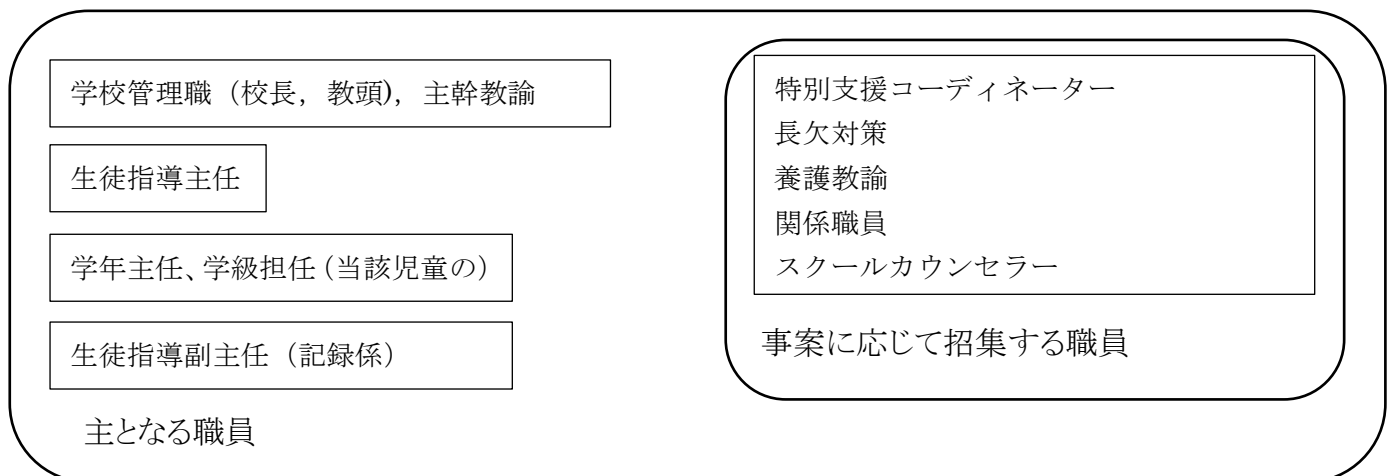 学校管理職（校長，教頭)，主幹教諭
生徒指導主任
学年主任、学級担任（当該児童の）
生徒指導副主任（記録係）
主となる職員
特別支援コーディネーター
長欠対策
養護教諭
関係職員
スクールカウンセラー
事案に応じて招集する職員